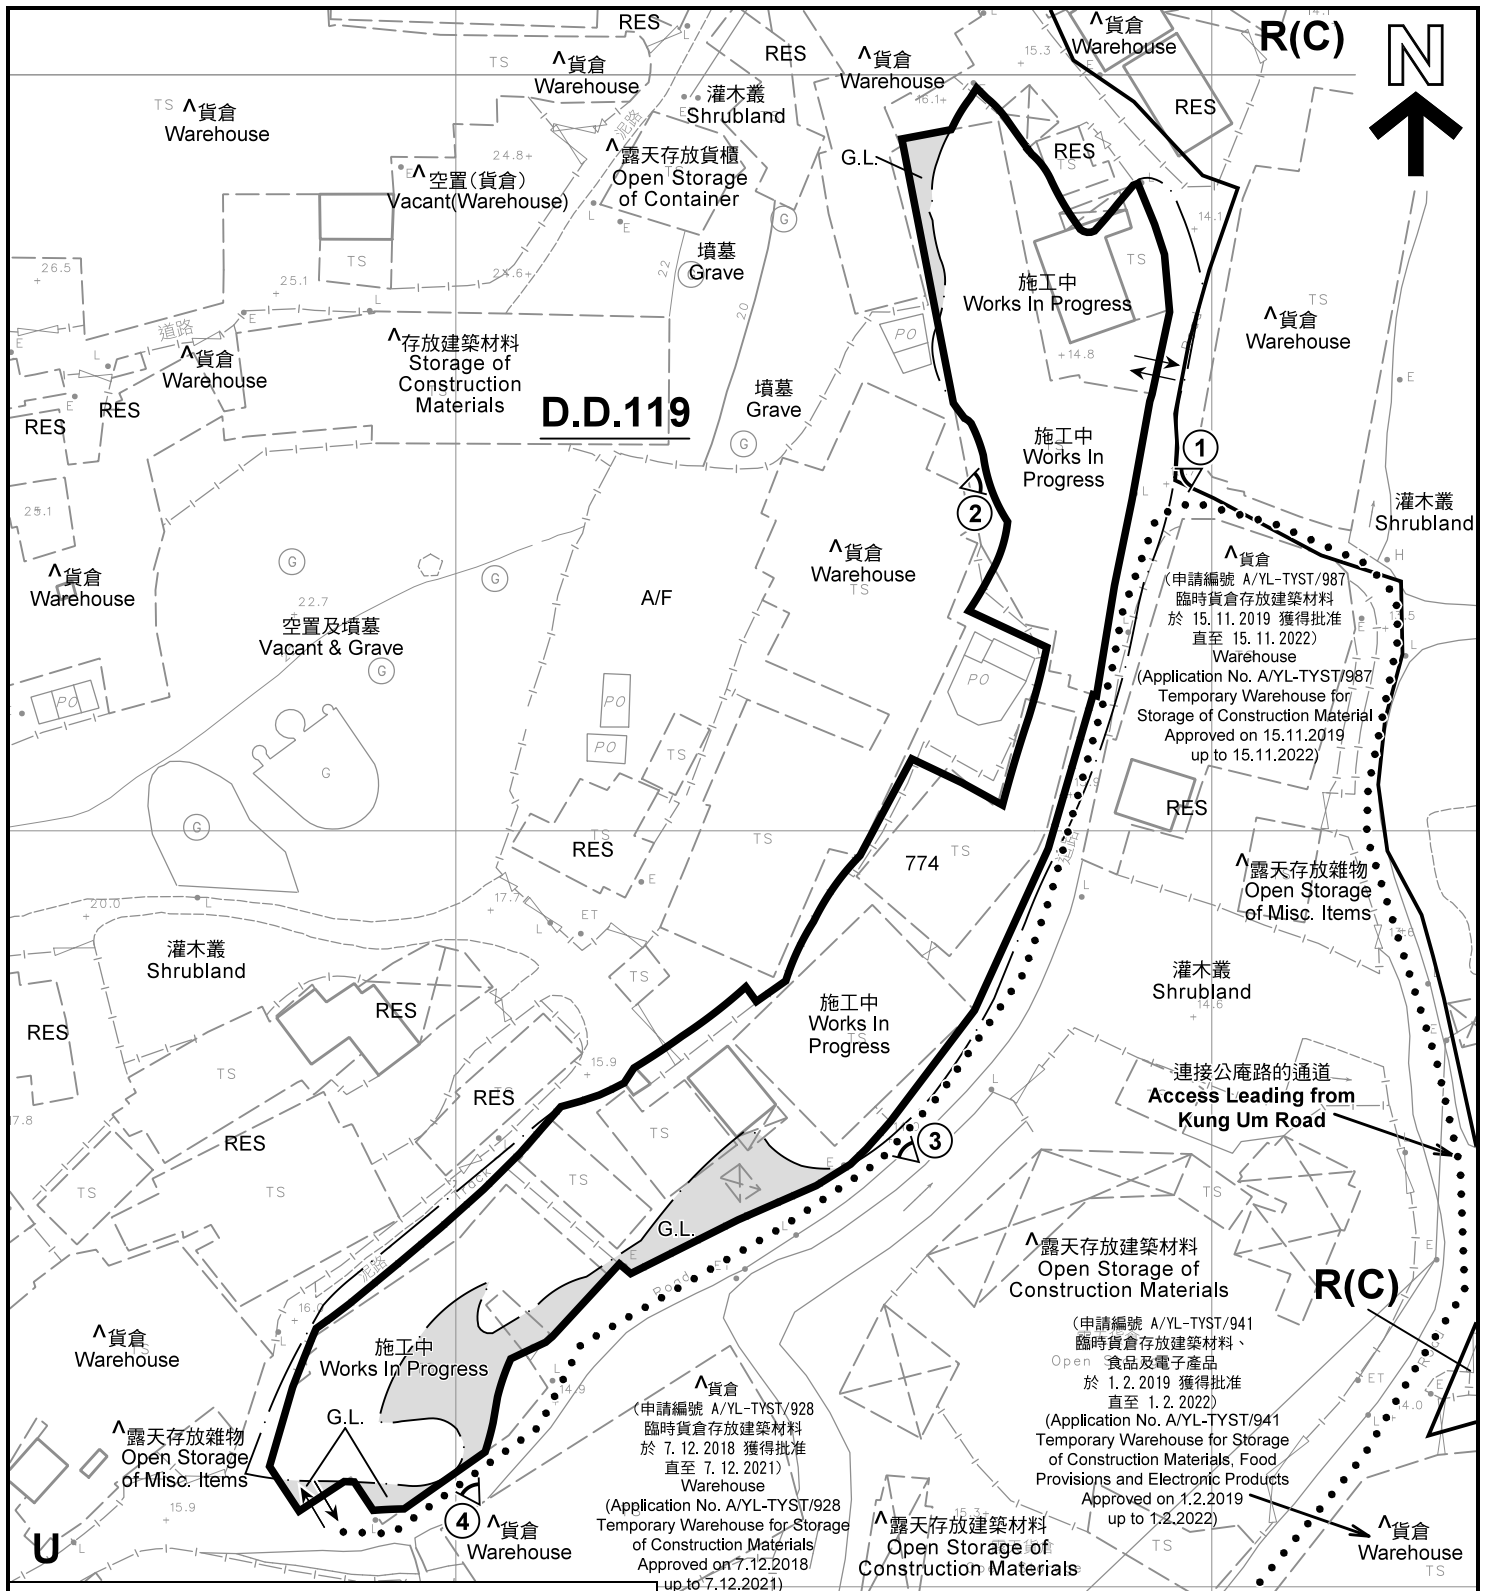 RES
R(C)
N
^貨倉
Warehouse
^貨倉
Warehouse
^貨倉
Warehouse
^貨倉
Warehouse
RES
RES
RES
灌木叢
Shrubland
泥路
^露天存放貨櫃
Open Storage
of Container
^空置(貨倉)
Vacant(Warehouse)
G.L.
墳墓
Grave
施工中
Works In Progress
^貨倉
Warehouse
道路
^貨倉
Warehouse
^存放建築材料
Storage of
Construction
Materials
墳墓
Grave
D.D.119
RES
RES
施工中
Works In
Progress
1
2
灌木叢
Shrubland
^貨倉
Warehouse
^貨倉
Warehouse
A/F
空置及墳墓
Vacant & Grave
^貨倉
(申請編號 A/YL-TYST/987
臨時貨倉存放建築材料
於 15.11.2019 獲得批准
直至 15.11.2022)
Warehouse
(Application No. A/YL-TYST/987
Temporary Warehouse for
Storage of Construction Material
Approved on 15.11.2019
up to 15.11.2022)
RES
RES
774
^露天存放雜物
Open Storage
of Misc. Items
灌木叢
Shrubland
灌木叢
Shrubland
RES
RES
施工中
Works In
Progress
連接公庵路的通道
Access Leading from
Kung Um Road
RES
RES
3
G.L.
^露天存放建築材料
Open Storage of
Construction Materials
R(C)
(申請編號 A/YL-TYST/941
臨時貨倉存放建築材料、
食品及電子產品
於 1.2.2019 獲得批准
直至 1.2.2022)
(Application No. A/YL-TYST/941
Temporary Warehouse for Storage
of Construction Materials, Food
Provisions and Electronic Products
Approved on 1.2.2019
up to 1.2.2022)
^貨倉
Warehouse
施工中
Works In Progress
G.L.
^露天存放雜物
Open Storage
of Misc. Items
^貨倉
(申請編號 A/YL-TYST/928
臨時貨倉存放建築材料
於 7.12.2018 獲得批准
直至 7.12.2021)
Warehouse
(Application No. A/YL-TYST/928
Temporary Warehouse for Storage
of Construction Materials
Approved on 7.12.2018
up to 7.12.2021)
4
^貨倉
Warehouse
^露天存放建築材料
Open Storage of
Construction Materials
^貨倉
Warehouse
U